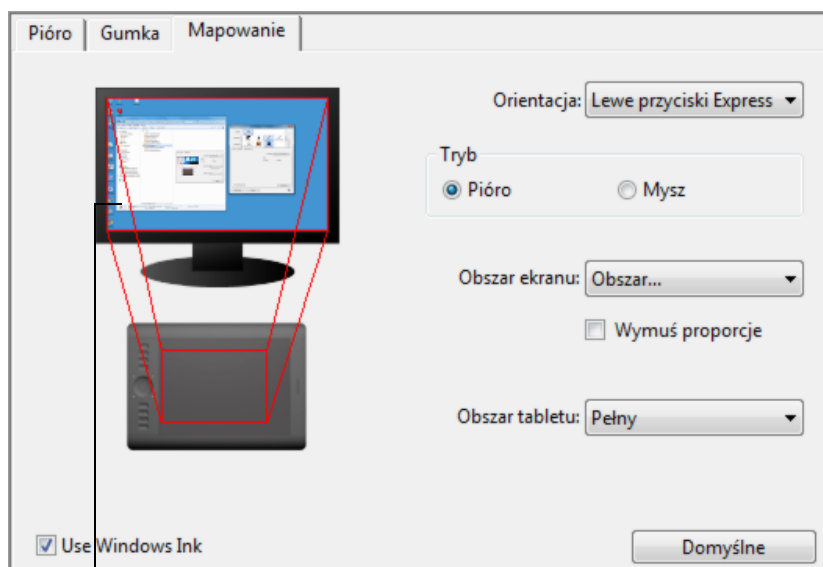 Pióro Gumka Mapowanie
Orientacja: Lewe przyciski Express
Tryb
Pióro Mysz
Obszar ekranu: Obszar...
Wymuś proporcje
Obszar tabletu: Pełny
Use Windows Ink Domyślne